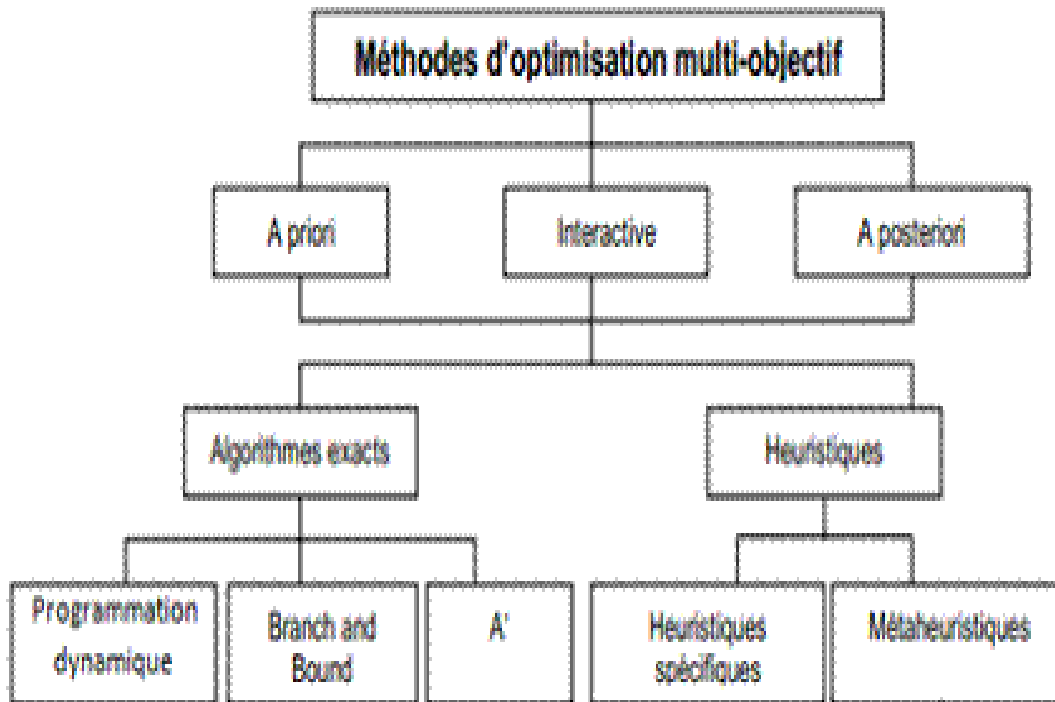 Méthodes d'optimisation multi-objectif
A priori
Interactive
A posteriori
Algorithmes exacts
Heuristiques
Programmation
dynamique
Branch and
Bound
A*
Heuristiques
spécifiques
Métaheuristiques